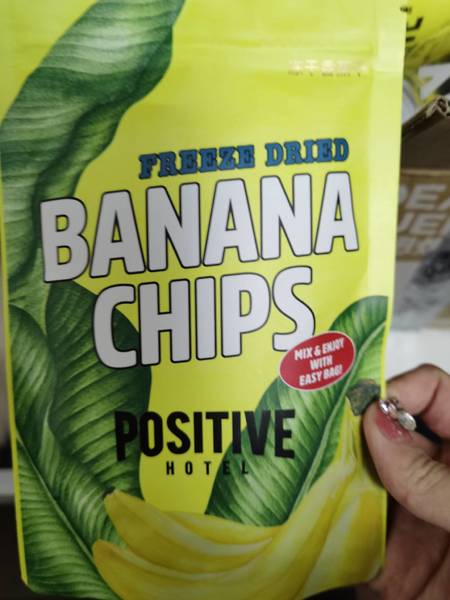 FREEZE DRIED
BANANA
CHIPS
MIX & ENJOY
WITH
EASY BAG!
POSITIVE
HOTEL